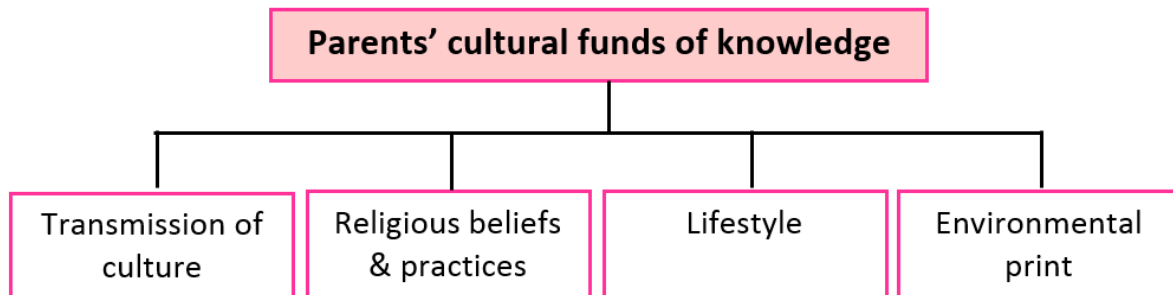 Parents’ cultural funds of knowledge
Transmission of
culture
Religious beliefs
& practices
Lifestyle
Environmental
print